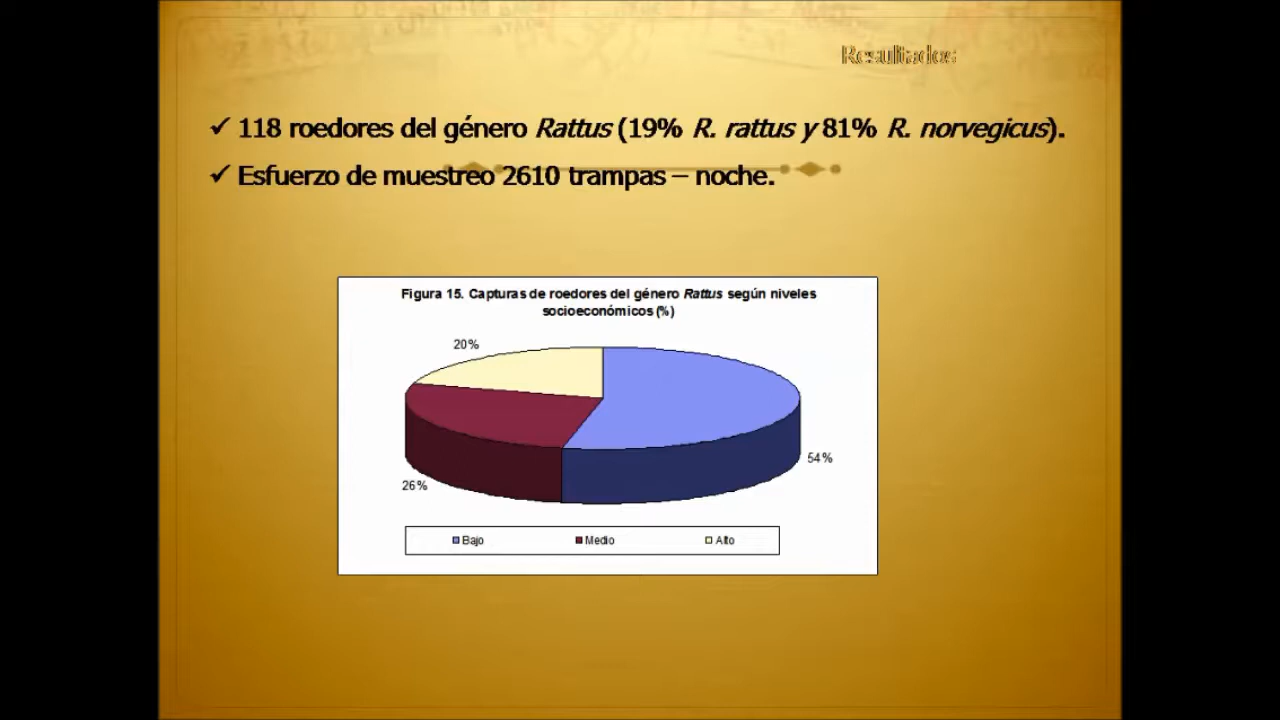 Resultados
✓ 118 roedores del género Rattus (19% R. rattus y 81% R. norvegicus).
✓ Esfuerzo de muestreo 2610 trampas – noche.
Figura 15. Capturas de roedores del género Rattus según niveles
socioeconómicos (%)
20%
54%
26%
Bajo Medio Alto